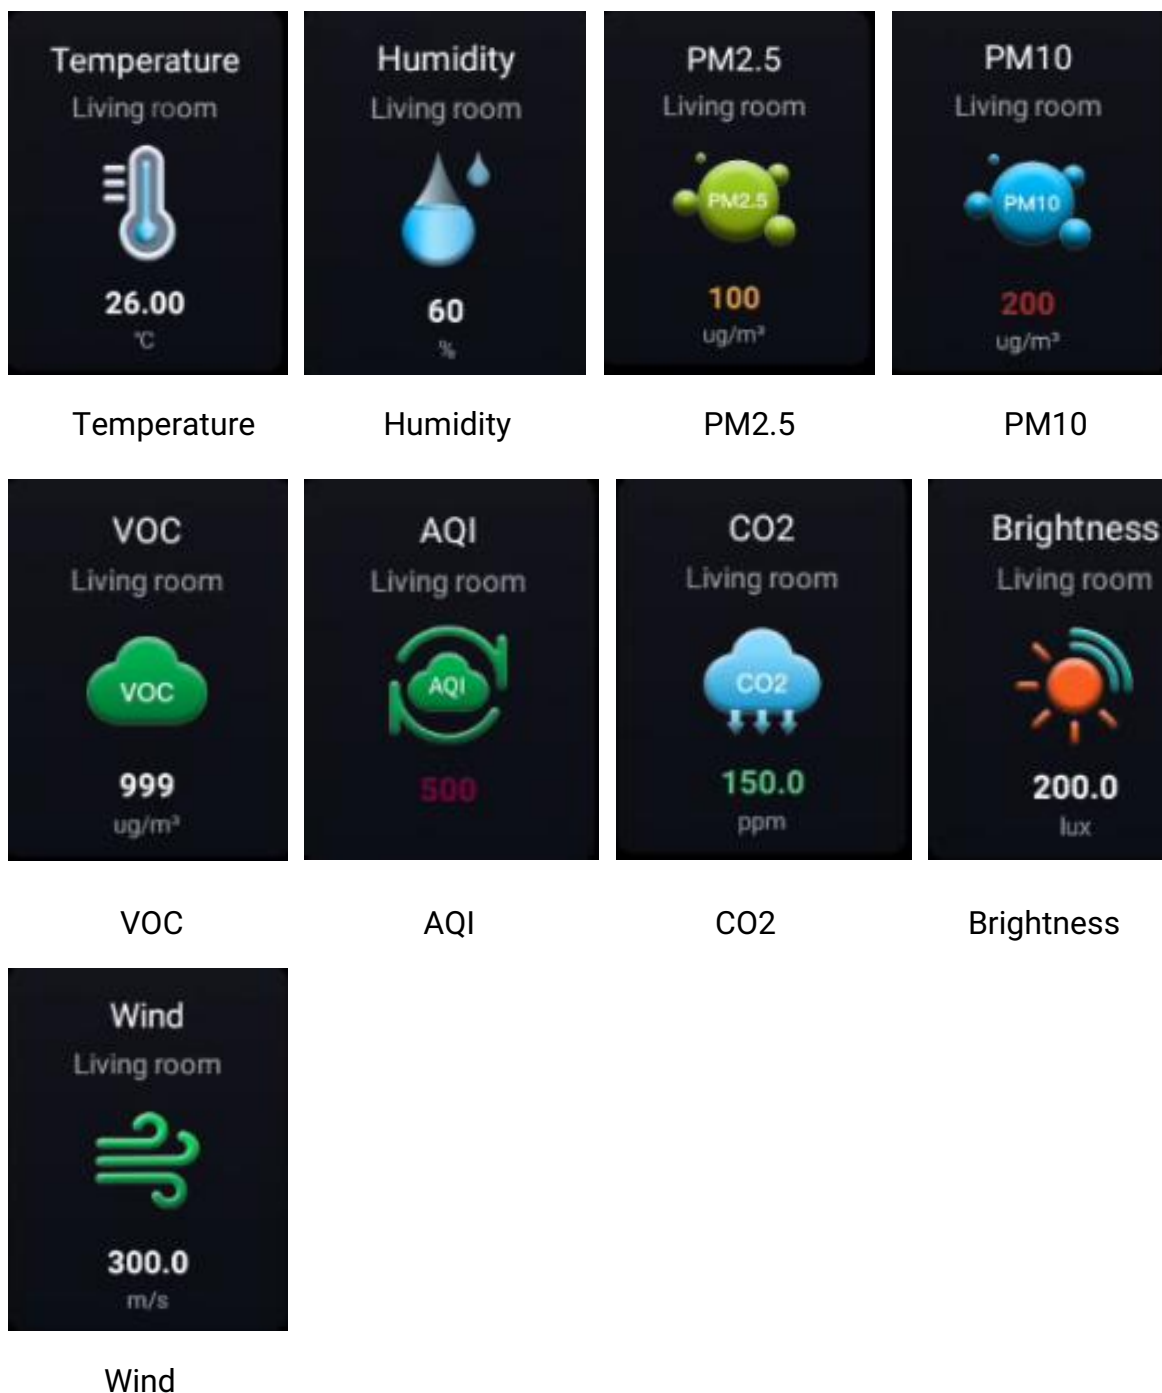 Temperature
Living room
26.00
℃
Humidity
Living room
60
%
PM2.5
Living room
PM2.5
100
ug/m³
PM10
Living room
PM10
200
ug/m³
Temperature
Humidity
PM2.5
PM10
VOC
Living room
VOC
999
ug/m³
AQI
Living room
AQI
500
CO2
Living room
CO2
150.0
ppm
Brightness
Living room
200.0
lux
VOC
AQI
CO2
Brightness
Wind
Living room
300.0
m/s
Wind